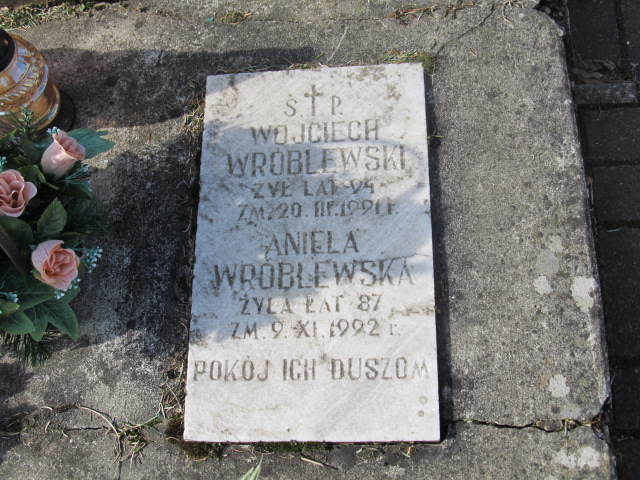 Ś. † P.
WOJCIECH
WRÓBLEWSKI
ŻYŁ LAT 94
ZM. 20. III. 1991 r.
ANIELA
WRÓBLEWSKA
ŻYŁA LAT 87
ZM. 9. XI. 1992 r.
POKÓJ ICH DUSZOM